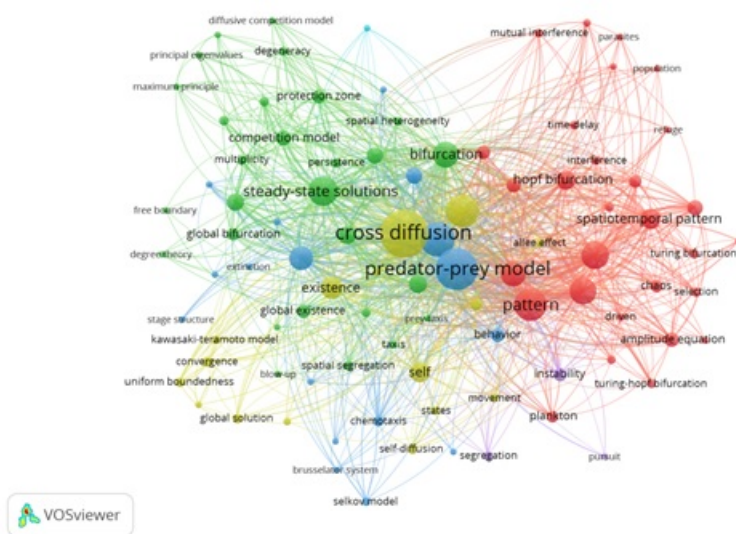 diffusive competition model
mutual interference
parasites
principal eigenvalues
degeneracy
population
maximum principle
protection zone
spatial heterogeneity
time-delay
refuge
competition model
bifurcation
multiplicity
persistence
interference
hopf bifurcation
steady-state solutions
free boundary
spatiotemporal pattern
global bifurcation
cross diffusion
allee effect
degree theory
turing bifurcation
extinction
predator-prey model
existence
chaos
selection
pattern
stage structure
global existence
prey-taxis
driven
behavior
kawasaki-teramoto model
taxis
amplitude equation
convergence
spatial segregation
self
instability
uniform boundedness
blow-up
turing-hopf bifurcation
movement
global solution
chemotaxis
states
plankton
self-diffusion
segregation
pursuit
brusselator system
selkov model
VOSviewer